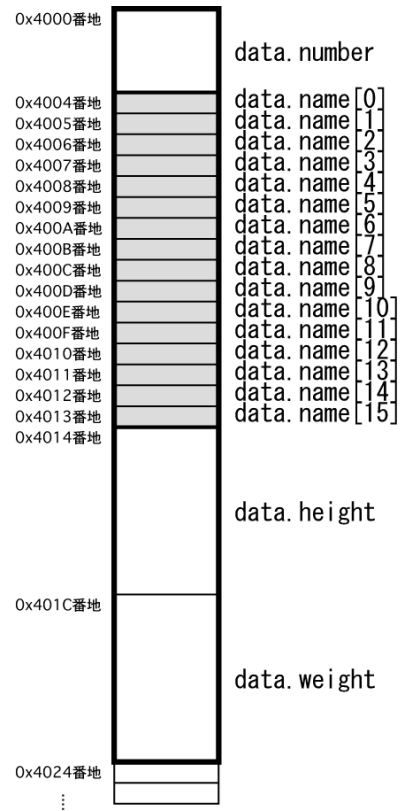 0x4000番地
data.number
0x4004番地 data.name[0]
0x4005番地 data.name[1]
0x4006番地 data.name[2]
0x4007番地 data.name[3]
0x4008番地 data.name[4]
0x4009番地 data.name[5]
0x400A番地 data.name[6]
0x400B番地 data.name[7]
0x400C番地 data.name[8]
0x400D番地 data.name[9]
0x400E番地 data.name[10]
0x400F番地 data.name[11]
0x4010番地 data.name[12]
0x4011番地 data.name[13]
0x4012番地 data.name[14]
0x4013番地 data.name[15]
0x4014番地
data.height
0x401C番地
data.weight
0x4024番地
…